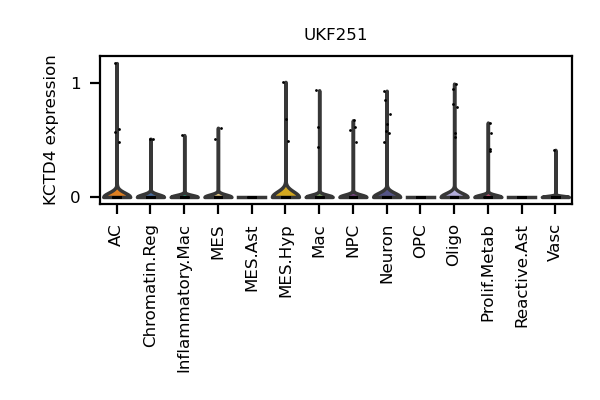 UKF251
KCTD4 expression
1
0
AC
Chromatin.Reg
Inflammatory.Mac
MES
MES.Ast
MES.Hyp
Mac
NPC
Neuron
OPC
Oligo
Prolif.Metab
Reactive.Ast
Vasc